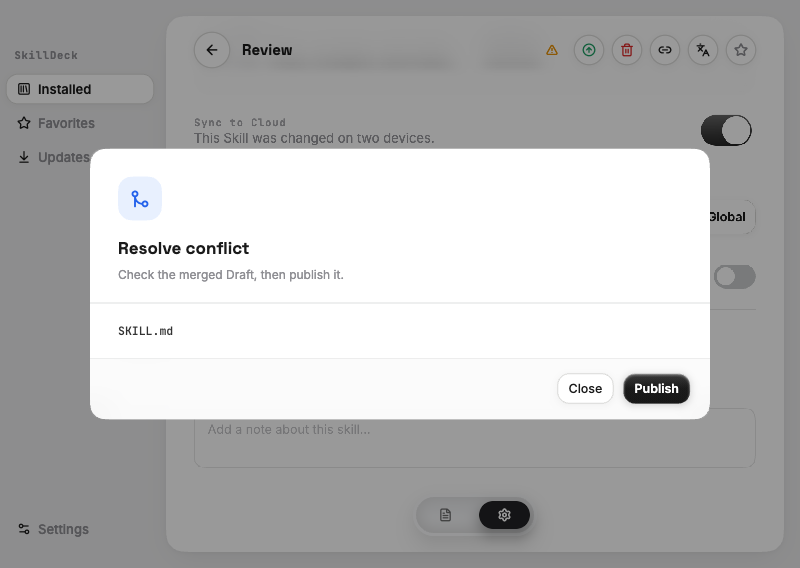 SkillDeck
Review
Installed
Favorites
Updates
Sync to Cloud
This Skill was changed on two devices.
Global
Resolve conflict
Check the merged Draft, then publish it.
SKILL.md
Close
Publish
Add a note about this skill...
Settings